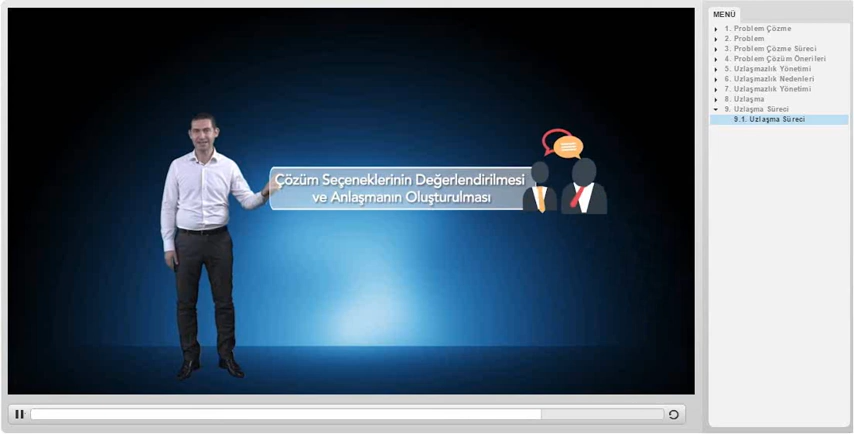 Çözüm Seçeneklerinin Değerlendirilmesi
ve Anlaşmanın Oluşturulması
MENÜ
1. Problem Çözme
2. Problem
3. Problem Çözme Süreci
4. Problem Çözüm Önerileri
5. Uzlaşmazlık Yönetimi
6. Uzlaşmazlık Nedenleri
7. Uzlaşmazlık Yönetimi
8. Uzlaşma
9. Uzlaşma Süreci
9.1. Uzlaşma Süreci